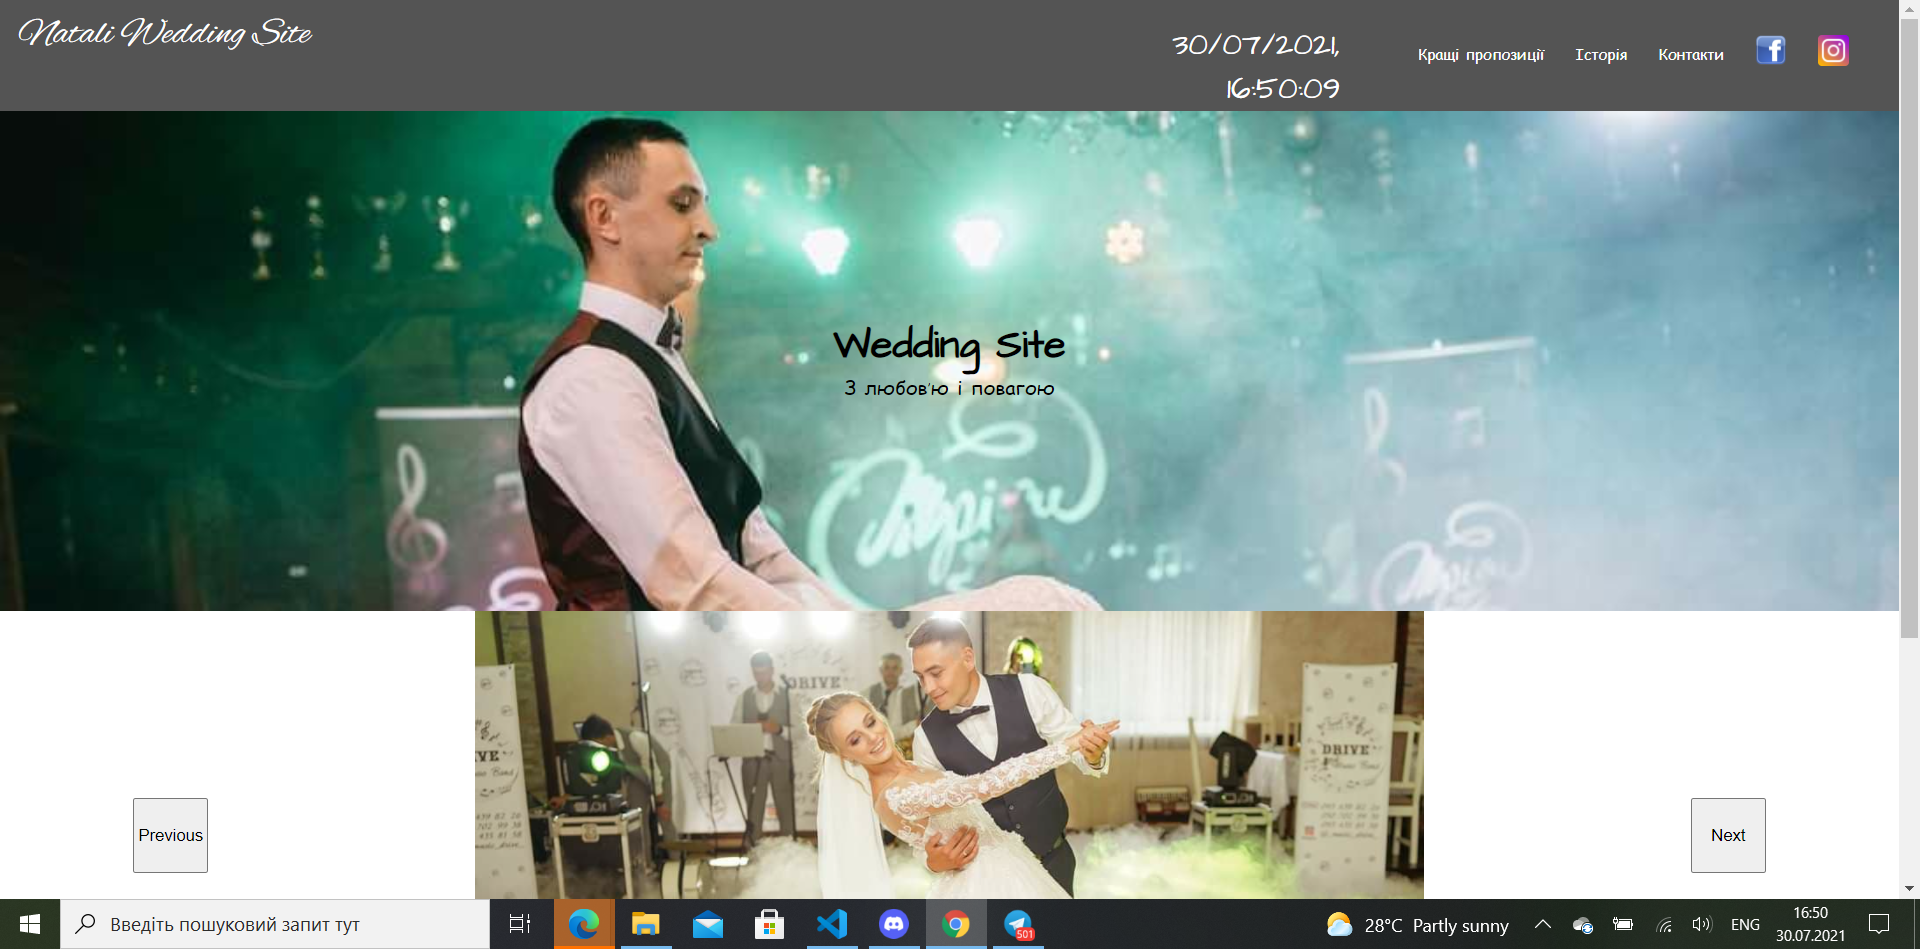 Natali Wedding Site
30/07/2021,
16:50:09
Кращі пропозиції
Історія
Контакти
Wedding Site
З любов'ю і повагою
DRIVE
DRIVE
Previous
Next
Введіть пошуковий запит тут
501
28°C Partly sunny
ENG
16:50
30.07.2021